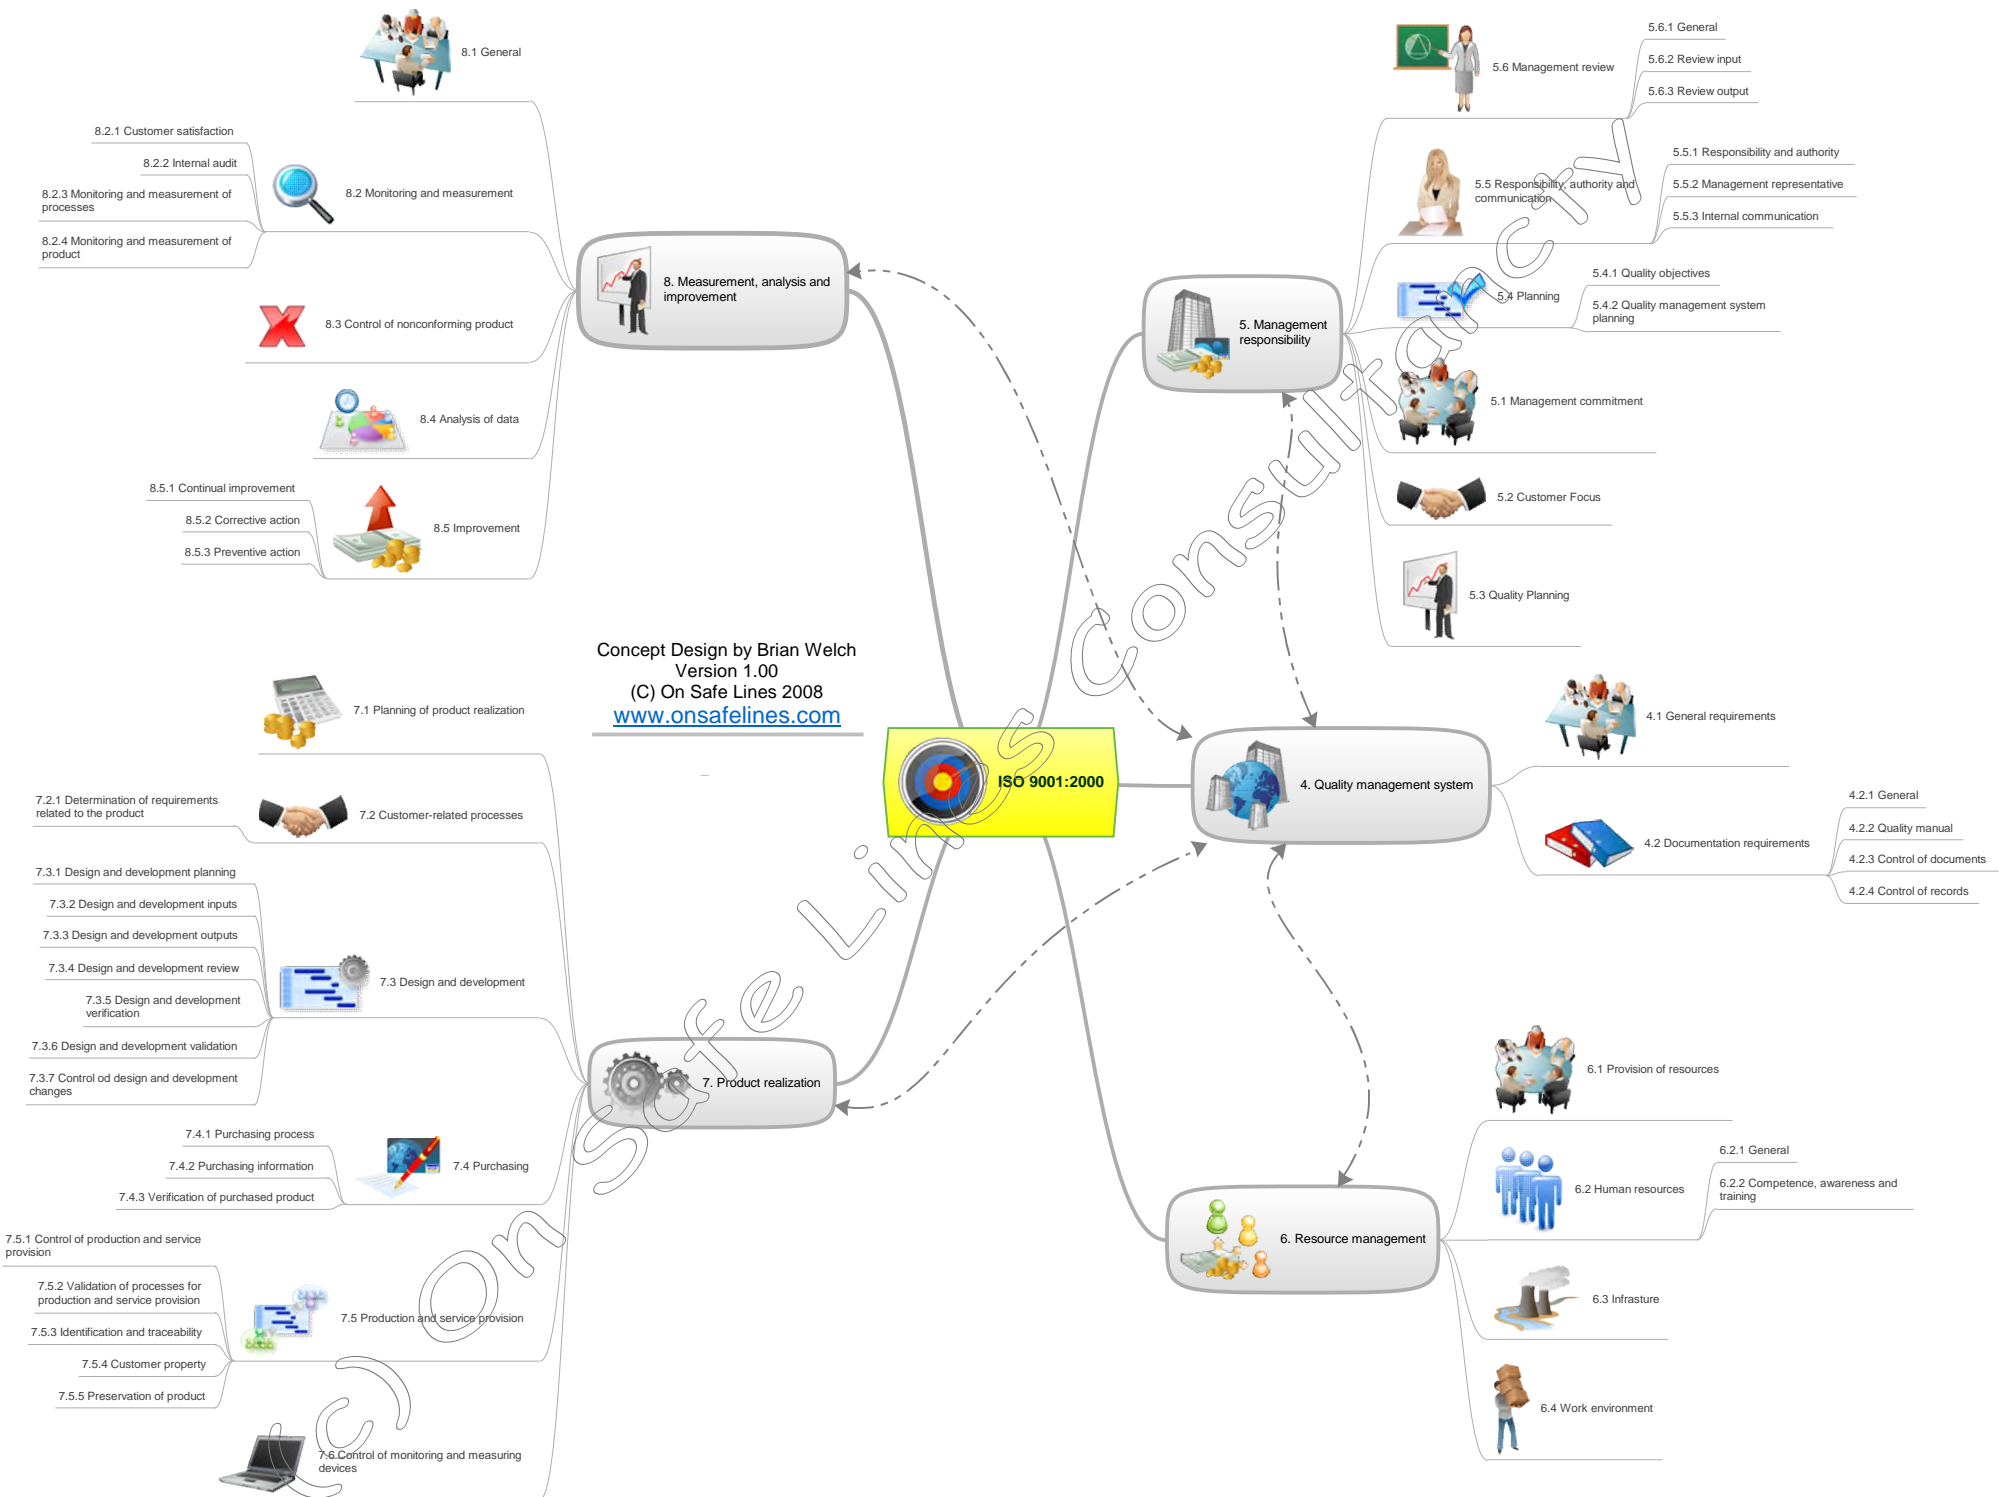 8.1 General
8.2.1 Customer satisfaction
8.2.2 Internal audit
8.2.3 Monitoring and measurement of
processes
8.2.4 Monitoring and measurement of
product
8.2 Monitoring and measurement
8.3 Control of nonconforming product
8.4 Analysis of data
8.5.1 Continual improvement
8.5.2 Corrective action
8.5.3 Preventive action
8.5 Improvement
8. Measurement, analysis and
improvement
5.6.1 General
5.6.2 Review input
5.6.3 Review output
5.6 Management review
5.5.1 Responsibility and authority
5.5.2 Management representative
5.5.3 Internal communication
5.5 Responsibility, authority and
communication
5.4.1 Quality objectives
5.4.2 Quality management system
planning
5.4 Planning
5. Management
responsibility
5.1 Management commitment
5.2 Customer Focus
5.3 Quality Planning
Concept Design by Brian Welch
Version 1.00
(C) On Safe Lines 2008
www.onsafelines.com
ISO 9001:2000
4. Quality management system
4.1 General requirements
4.2 Documentation requirements
4.2.1 General
4.2.2 Quality manual
4.2.3 Control of documents
4.2.4 Control of records
7.1 Planning of product realization
7.2.1 Determination of requirements
related to the product
7.2 Customer-related processes
7.3.1 Design and development planning
7.3.2 Design and development inputs
7.3.3 Design and development outputs
7.3.4 Design and development review
7.3.5 Design and development
verification
7.3.6 Design and development validation
7.3.7 Control od design and development
changes
7.3 Design and development
7. Product realization
7.4.1 Purchasing process
7.4.2 Purchasing information
7.4.3 Verification of purchased product
7.4 Purchasing
7.5.1 Control of production and service
provision
7.5.2 Validation of processes for
production and service provision
7.5.3 Identification and traceability
7.5.4 Customer property
7.5.5 Preservation of product
7.5 Production and service provision
7.6 Control of monitoring and measuring
devices
6.1 Provision of resources
6.2.1 General
6.2.2 Competence, awareness and
training
6.2 Human resources
6. Resource management
6.3 Infrasture
6.4 Work environment
(c) On Safe Lines Consultancty